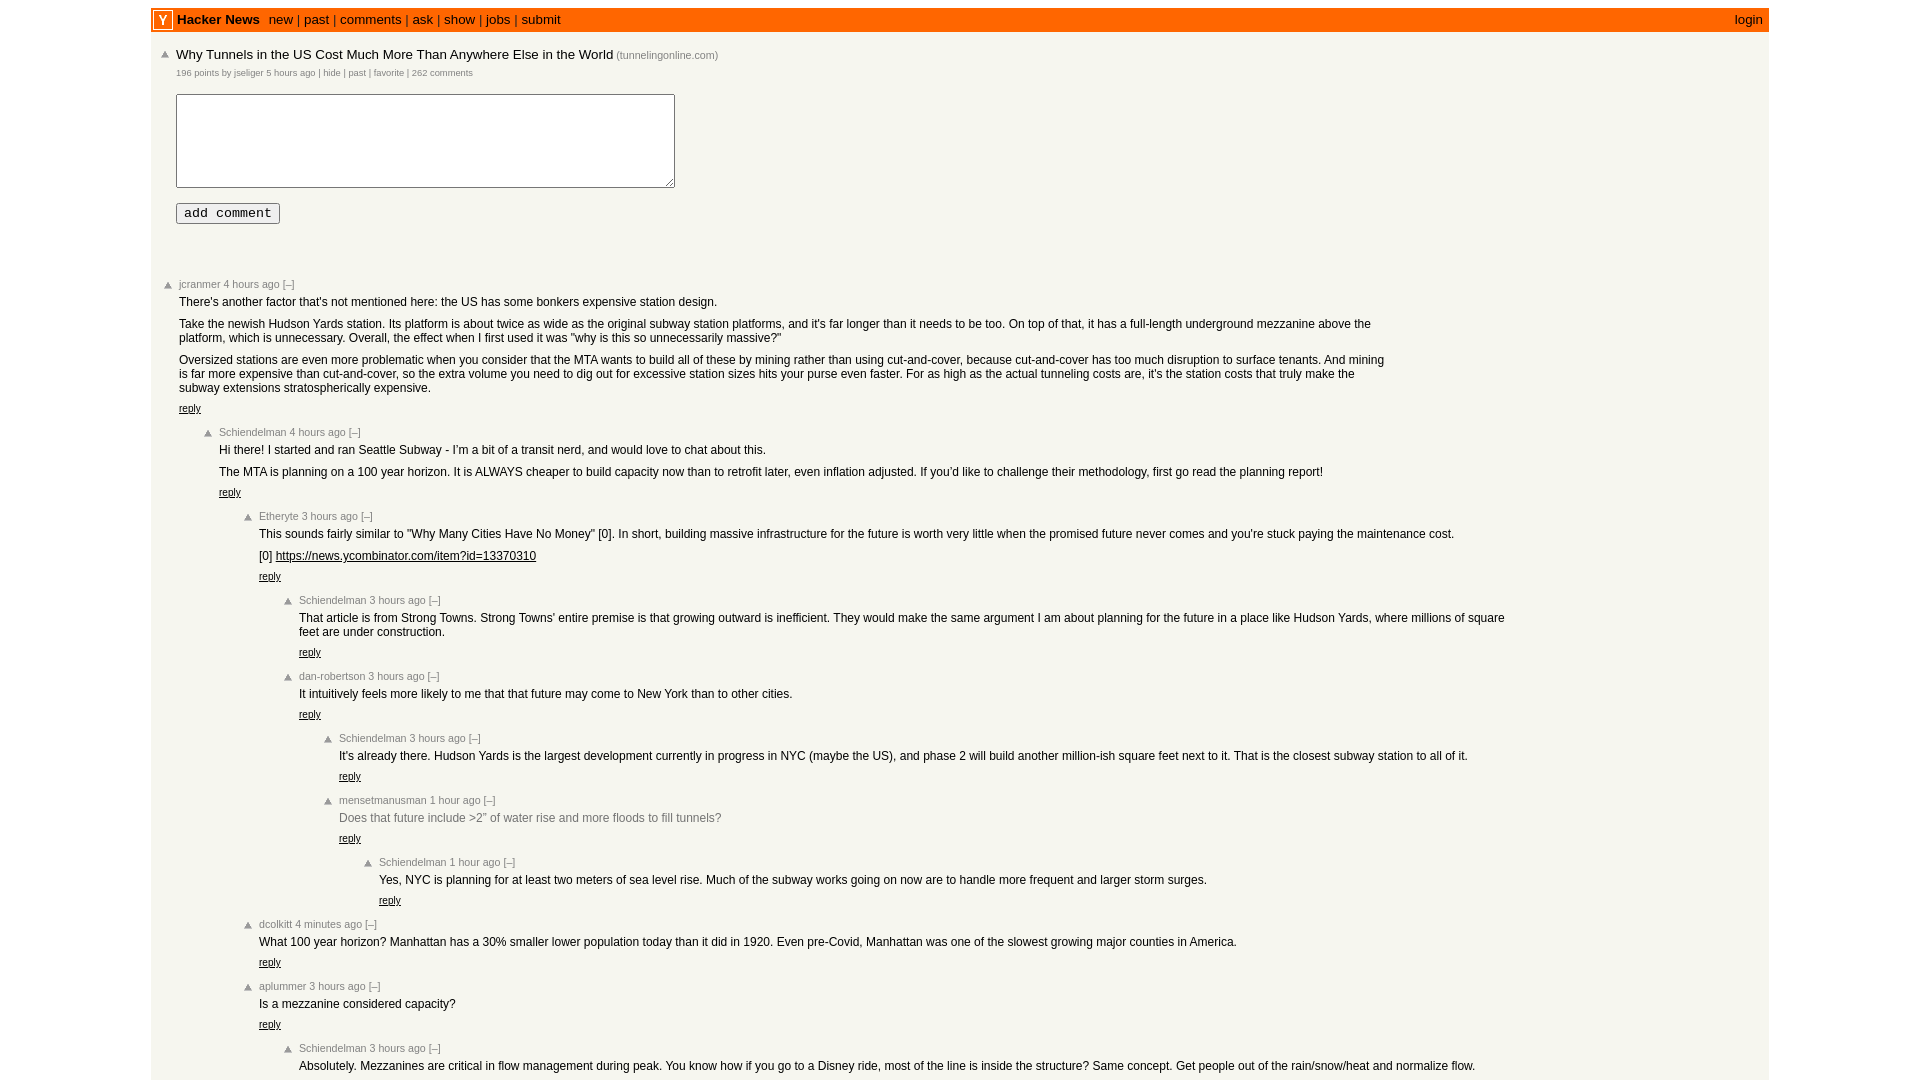 Y Hacker News new | past | comments | ask | show | jobs | submit login
Why Tunnels in the US Cost Much More Than Anywhere Else in the World (tunnelingonline.com)
196 points by jseliger 5 hours ago | hide | past | favorite | 262 comments
add comment
jcranmer 4 hours ago [–]
There's another factor that's not mentioned here: the US has some bonkers expensive station design.
Take the newish Hudson Yards station. Its platform is about twice as wide as the original subway station platforms, and it's far longer than it needs to be too. On top of that, it has a full-length underground mezzanine above the
platform, which is unnecessary. Overall, the effect when I first used it was "why is this so unnecessarily massive?"
Oversized stations are even more problematic when you consider that the MTA wants to build all of these by mining rather than using cut-and-cover, because cut-and-cover has too much disruption to surface tenants. And mining
is far more expensive than cut-and-cover, so the extra volume you need to dig out for excessive station sizes hits your purse even faster. For as high as the actual tunneling costs are, it's the station costs that truly make the
subway extensions stratospherically expensive.
reply
Schiendelman 4 hours ago [–]
Hi there! I started and ran Seattle Subway - I’m a bit of a transit nerd, and would love to chat about this.
The MTA is planning on a 100 year horizon. It is ALWAYS cheaper to build capacity now than to retrofit later, even inflation adjusted. If you’d like to challenge their methodology, first go read the planning report!
reply
Etheryte 3 hours ago [–]
This sounds fairly similar to "Why Many Cities Have No Money" [0]. In short, building massive infrastructure for the future is worth very little when the promised future never comes and you're stuck paying the maintenance cost.
[0] https://news.ycombinator.com/item?id=13370310
reply
Schiendelman 3 hours ago [–]
That article is from Strong Towns. Strong Towns' entire premise is that growing outward is inefficient. They would make the same argument I am about planning for the future in a place like Hudson Yards, where millions of square
feet are under construction.
reply
dan-robertson 3 hours ago [–]
It intuitively feels more likely to me that that future may come to New York than to other cities.
reply
Schiendelman 3 hours ago [–]
It's already there. Hudson Yards is the largest development currently in progress in NYC (maybe the US), and phase 2 will build another million-ish square feet next to it. That is the closest subway station to all of it.
reply
mensetmanusman 1 hour ago [–]
Does that future include >2” of water rise and more floods to fill tunnels?
reply
Schiendelman 1 hour ago [–]
Yes, NYC is planning for at least two meters of sea level rise. Much of the subway works going on now are to handle more frequent and larger storm surges.
reply
dcolkitt 4 minutes ago [–]
What 100 year horizon? Manhattan has a 30% smaller lower population today than it did in 1920. Even pre-Covid, Manhattan was one of the slowest growing major counties in America.
reply
aplummer 3 hours ago [–]
Is a mezzanine considered capacity?
reply
Schiendelman 3 hours ago [–]
Absolutely. Mezzanines are critical in flow management during peak. You know how if you go to a Disney ride, most of the line is inside the structure? Same concept. Get people out of the rain/snow/heat and normalize flow.